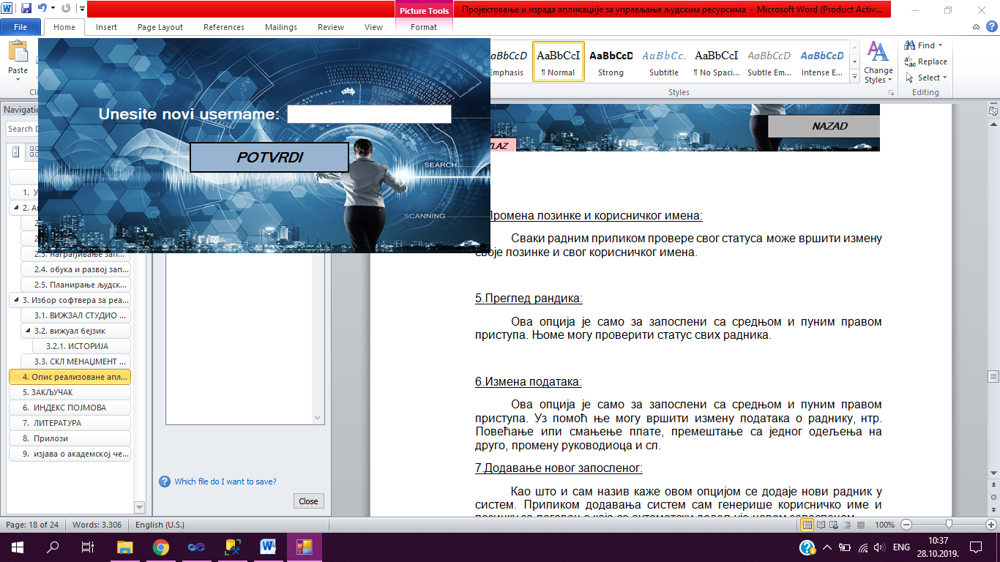 Picture Tools
Пројектовање и израда апликације за управљање људским ресурсима - Microsoft Word (Product Activ...
File Home Insert Page Layout References Mailings Review View Format
Paste
AaBbCcD AaBbCcI AaBbCcD AaBbCc. AaBbCcI AaBbCcD AaBbCcD
Emphasis ¶ Normal Strong Subtitle ¶ No Spaci... Subtle Em... Intense E...
Change Styles
Find
Replace
Select
Styles
Editing
Navigatio
Search D
Unesite novi username:
POTVRDI
BUSINESS
SEARCH
SCANNING
NAZAD
LAZ
1. У
2. А
2.3. награђивање зап...
2.4. обука и развој зап...
2.5. Планирање људск...
3. Избор софтвера за реа...
3.1. ВИЖЗАЛ СТУДИО ...
3.2. вижуал бејзик
3.2.1. ИСТОРИЈА
3.3. СКЛ МЕНАЏМЕНТ ...
4. Опис реализоване апл...
5. ЗАКЉУЧАК
6. ИНДЕКС ПОЈМОВА
7. ЛИТЕРАТУРА
8. Прилози
9. изјава о академској че...
Which file do I want to save?
Close
Промена лозинке и корисничког имена:
Сваки радним приликом провере свог статуса може вршити измену
своје лозинке и свог корисничког имена.
5.Преглед рандика:
Ова опција је само за запослени са средњом и пуним правом
приступа. Њоме могу проверити статус свих радника.
6.Измена података:
Ова опција је само за запослени са средњом и пуним правом
приступа. Уз помоћ ње могу вршити измену података о раднику, нтр.
Повећање или смањење плате, премештање са једног одељења на
друго, промену руководиоца и сл.
7.Додавање новог запосленог:
Као што и сам назив каже овом опцијом се додаје нови радник у
систем. Приликом додавања систем сам генерише корисничко име и
Page: 18 of 24 Words: 3.306 English (U.S.) 100%
ENG
10:37
28.10.2019.